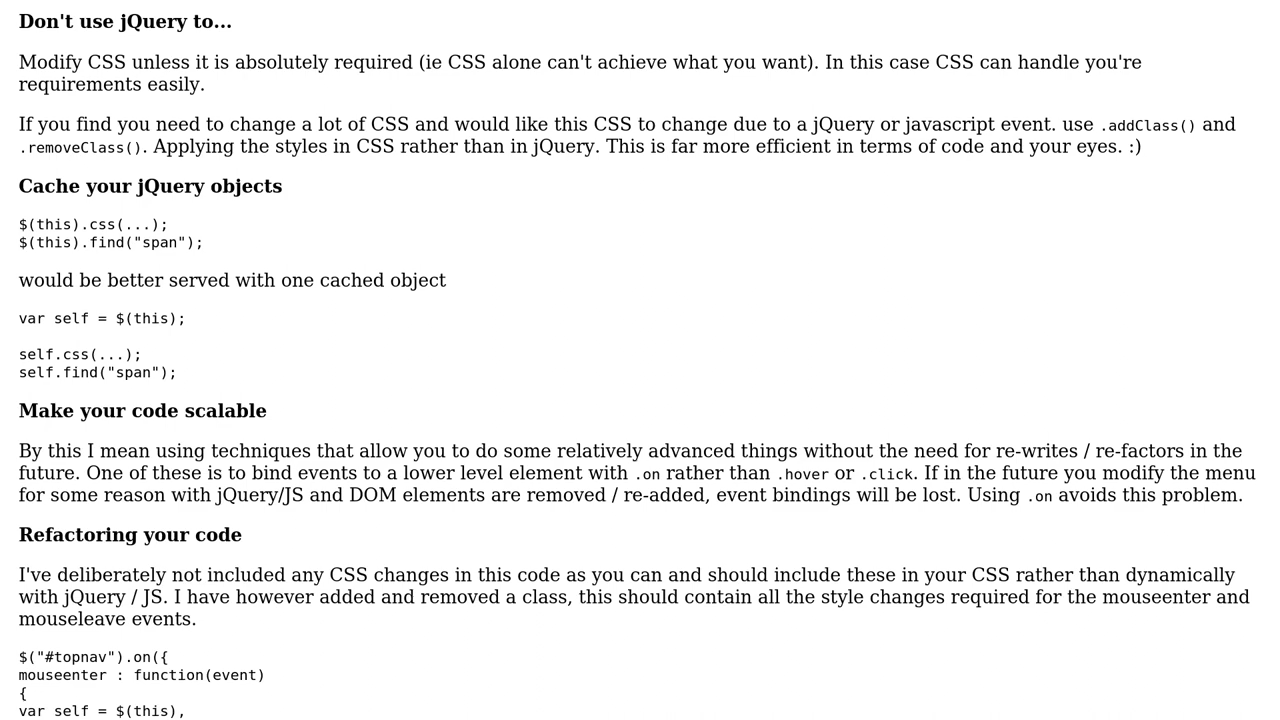 Don't use jQuery to...
Modify CSS unless it is absolutely required (ie CSS alone can't achieve what you want). In this case CSS can handle you're
requirements easily.
If you find you need to change a lot of CSS and would like this CSS to change due to a jQuery or javascript event. use .addClass() and
.removeClass(). Applying the styles in CSS rather than in jQuery. This is far more efficient in terms of code and your eyes. :)
Cache your jQuery objects
$(this).css(...);
$(this).find("span");
would be better served with one cached object
var self = $(this);
self.css(...);
self.find("span");
Make your code scalable
By this I mean using techniques that allow you to do some relatively advanced things without the need for re-writes / re-factors in the
future. One of these is to bind events to a lower level element with .on rather than .hover or .click. If in the future you modify the menu
for some reason with jQuery/JS and DOM elements are removed / re-added, event bindings will be lost. Using .on avoids this problem.
Refactoring your code
I've deliberately not included any CSS changes in this code as you can and should include these in your CSS rather than dynamically
with jQuery / JS. I have however added and removed a class, this should contain all the style changes required for the mouseenter and
mouseleave events.
$("#topnav").on({
mouseenter : function(event)
{
var self = $(this),